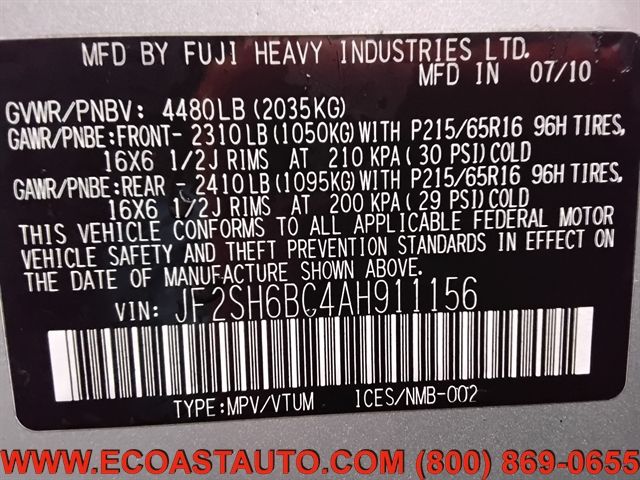 MFD BY FUJI HEAVY INDUSTRIES LTD.
MFD IN 07/10
GVWR/PNBV: 4480LB (2035KG)
GAWR/PNBE:FRONT- 2310LB (1050KG) WITH P215/65R16 96H TIRES,
16X6 1/2J RIMS AT 210 KPA ( 30 PSI) COLD
GAWR/PNBE:REAR - 2410LB (1095KG) WITH P215/65R16 96H TIRES,
16X6 1/2J RIMS AT 200 KPA ( 29 PSI) COLD
THIS VEHICLE CONFORMS TO ALL APPLICABLE FEDERAL MOTOR
VEHICLE SAFETY AND THEFT PREVENTION STANDARDS IN EFFECT ON
THE DATE OF MANUFACTURE SHOWN ABOVE.
VIN: JF2SH6BC4AH911156
TYPE:MPV/VTUM ICES/NMB-002
WWW.ECOASTAUTO.COM (800) 869-0655